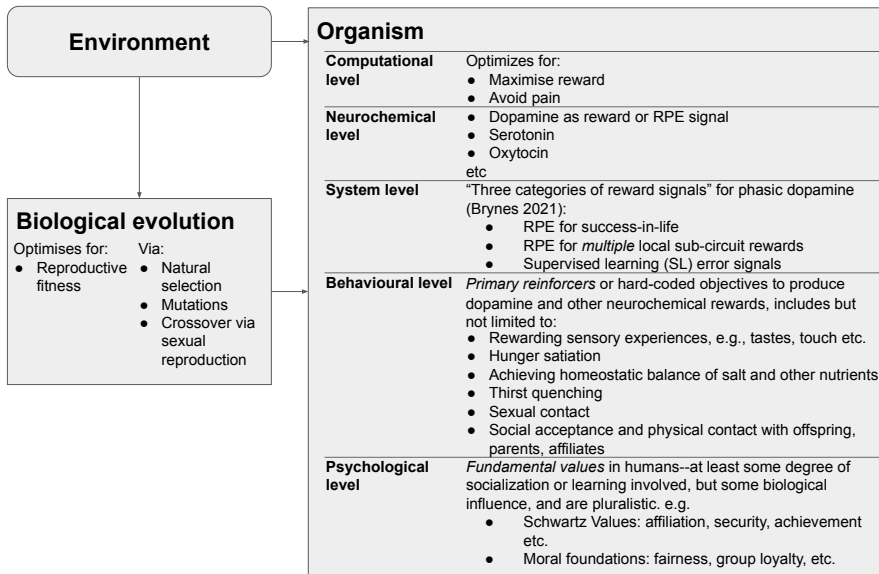 Environment
Biological evolution
Optimises for:
● Reproductive
fitness
Via:
● Natural
selection
● Mutations
● Crossover via
sexual
reproduction
Organism
Computational
level
Optimizes for:
● Maximise reward
● Avoid pain
Neurochemical
level
● Dopamine as reward or RPE signal
● Serotonin
● Oxytocin
etc
System level
“Three categories of reward signals” for phasic dopamine
(Brynes 2021):
● RPE for success-in-life
● RPE for multiple local sub-circuit rewards
● Supervised learning (SL) error signals
Behavioural level
Primary reinforcers or hard-coded objectives to produce
dopamine and other neurochemical rewards, includes but
not limited to:
● Rewarding sensory experiences, e.g., tastes, touch etc.
● Hunger satiation
● Achieving homeostatic balance of salt and other nutrients
● Thirst quenching
● Sexual contact
● Social acceptance and physical contact with offspring,
parents, affiliates
Psychological
level
Fundamental values in humans--at least some degree of
socialization or learning involved, but some biological
influence, and are pluralistic. e.g.
● Schwartz Values: affiliation, security, achievement
etc.
● Moral foundations: fairness, group loyalty, etc.